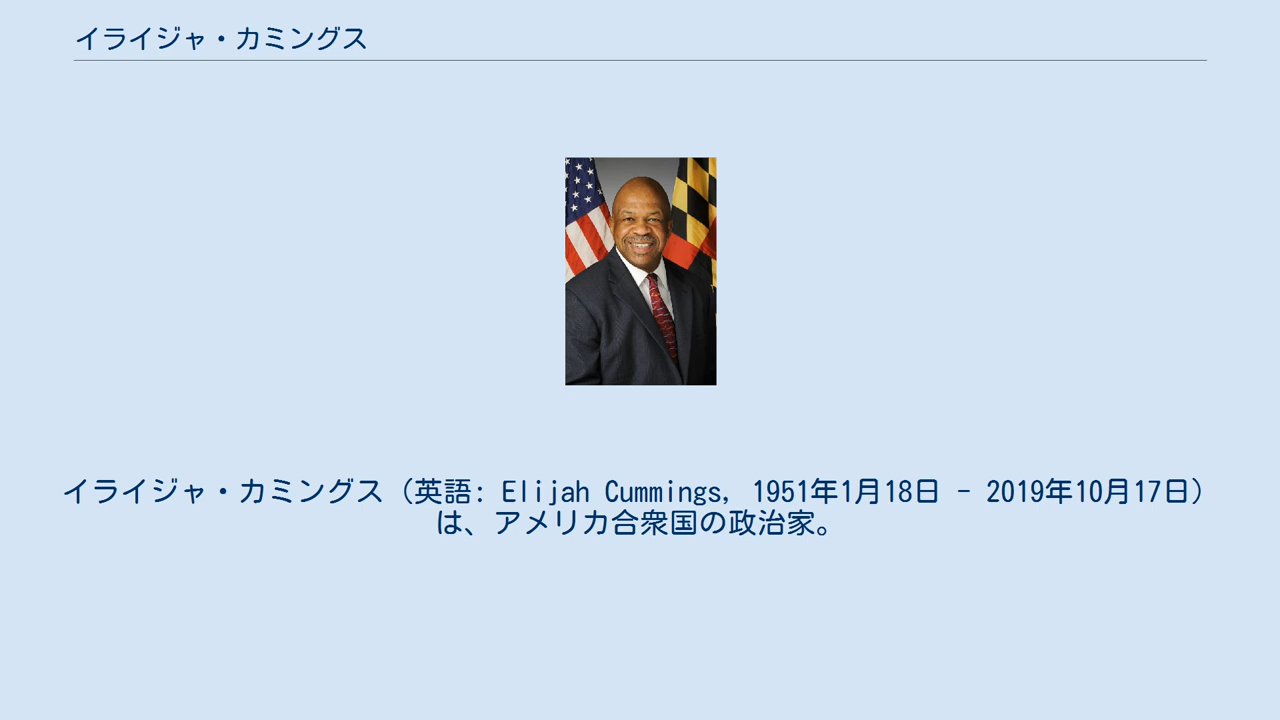 イライジャ・カミングス
イライジャ・カミングス（英語: Elijah Cummings, 1951年1月18日 - 2019年10月17日）
は、アメリカ合衆国の政治家。